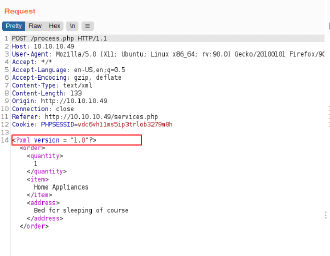 Request
Pretty Raw Hex \n ≡
1 POST /process.php HTTP/1.1
2 Host: 10.10.10.49
3 User-Agent: Mozilla/5.0 (X11; Ubuntu; Linux x86_64; rv:90.0) Gecko/20100101 Firefox/90
4 Accept: */*
5 Accept-Language: en-US,en;q=0.5
6 Accept-Encoding: gzip, deflate
7 Content-Type: text/xml
8 Content-Length: 133
9 Origin: http://10.10.10.49
10 Connection: close
11 Referer: http://10.10.10.49/services.php
12 Cookie: PHPSESSID=
13
14 <?xml version = "1.0"?>
<order>
<quantity>
1
</quantity>
<item>
Home Appliances
</item>
<address>
Bed for sleeping of course
</address>
</order>